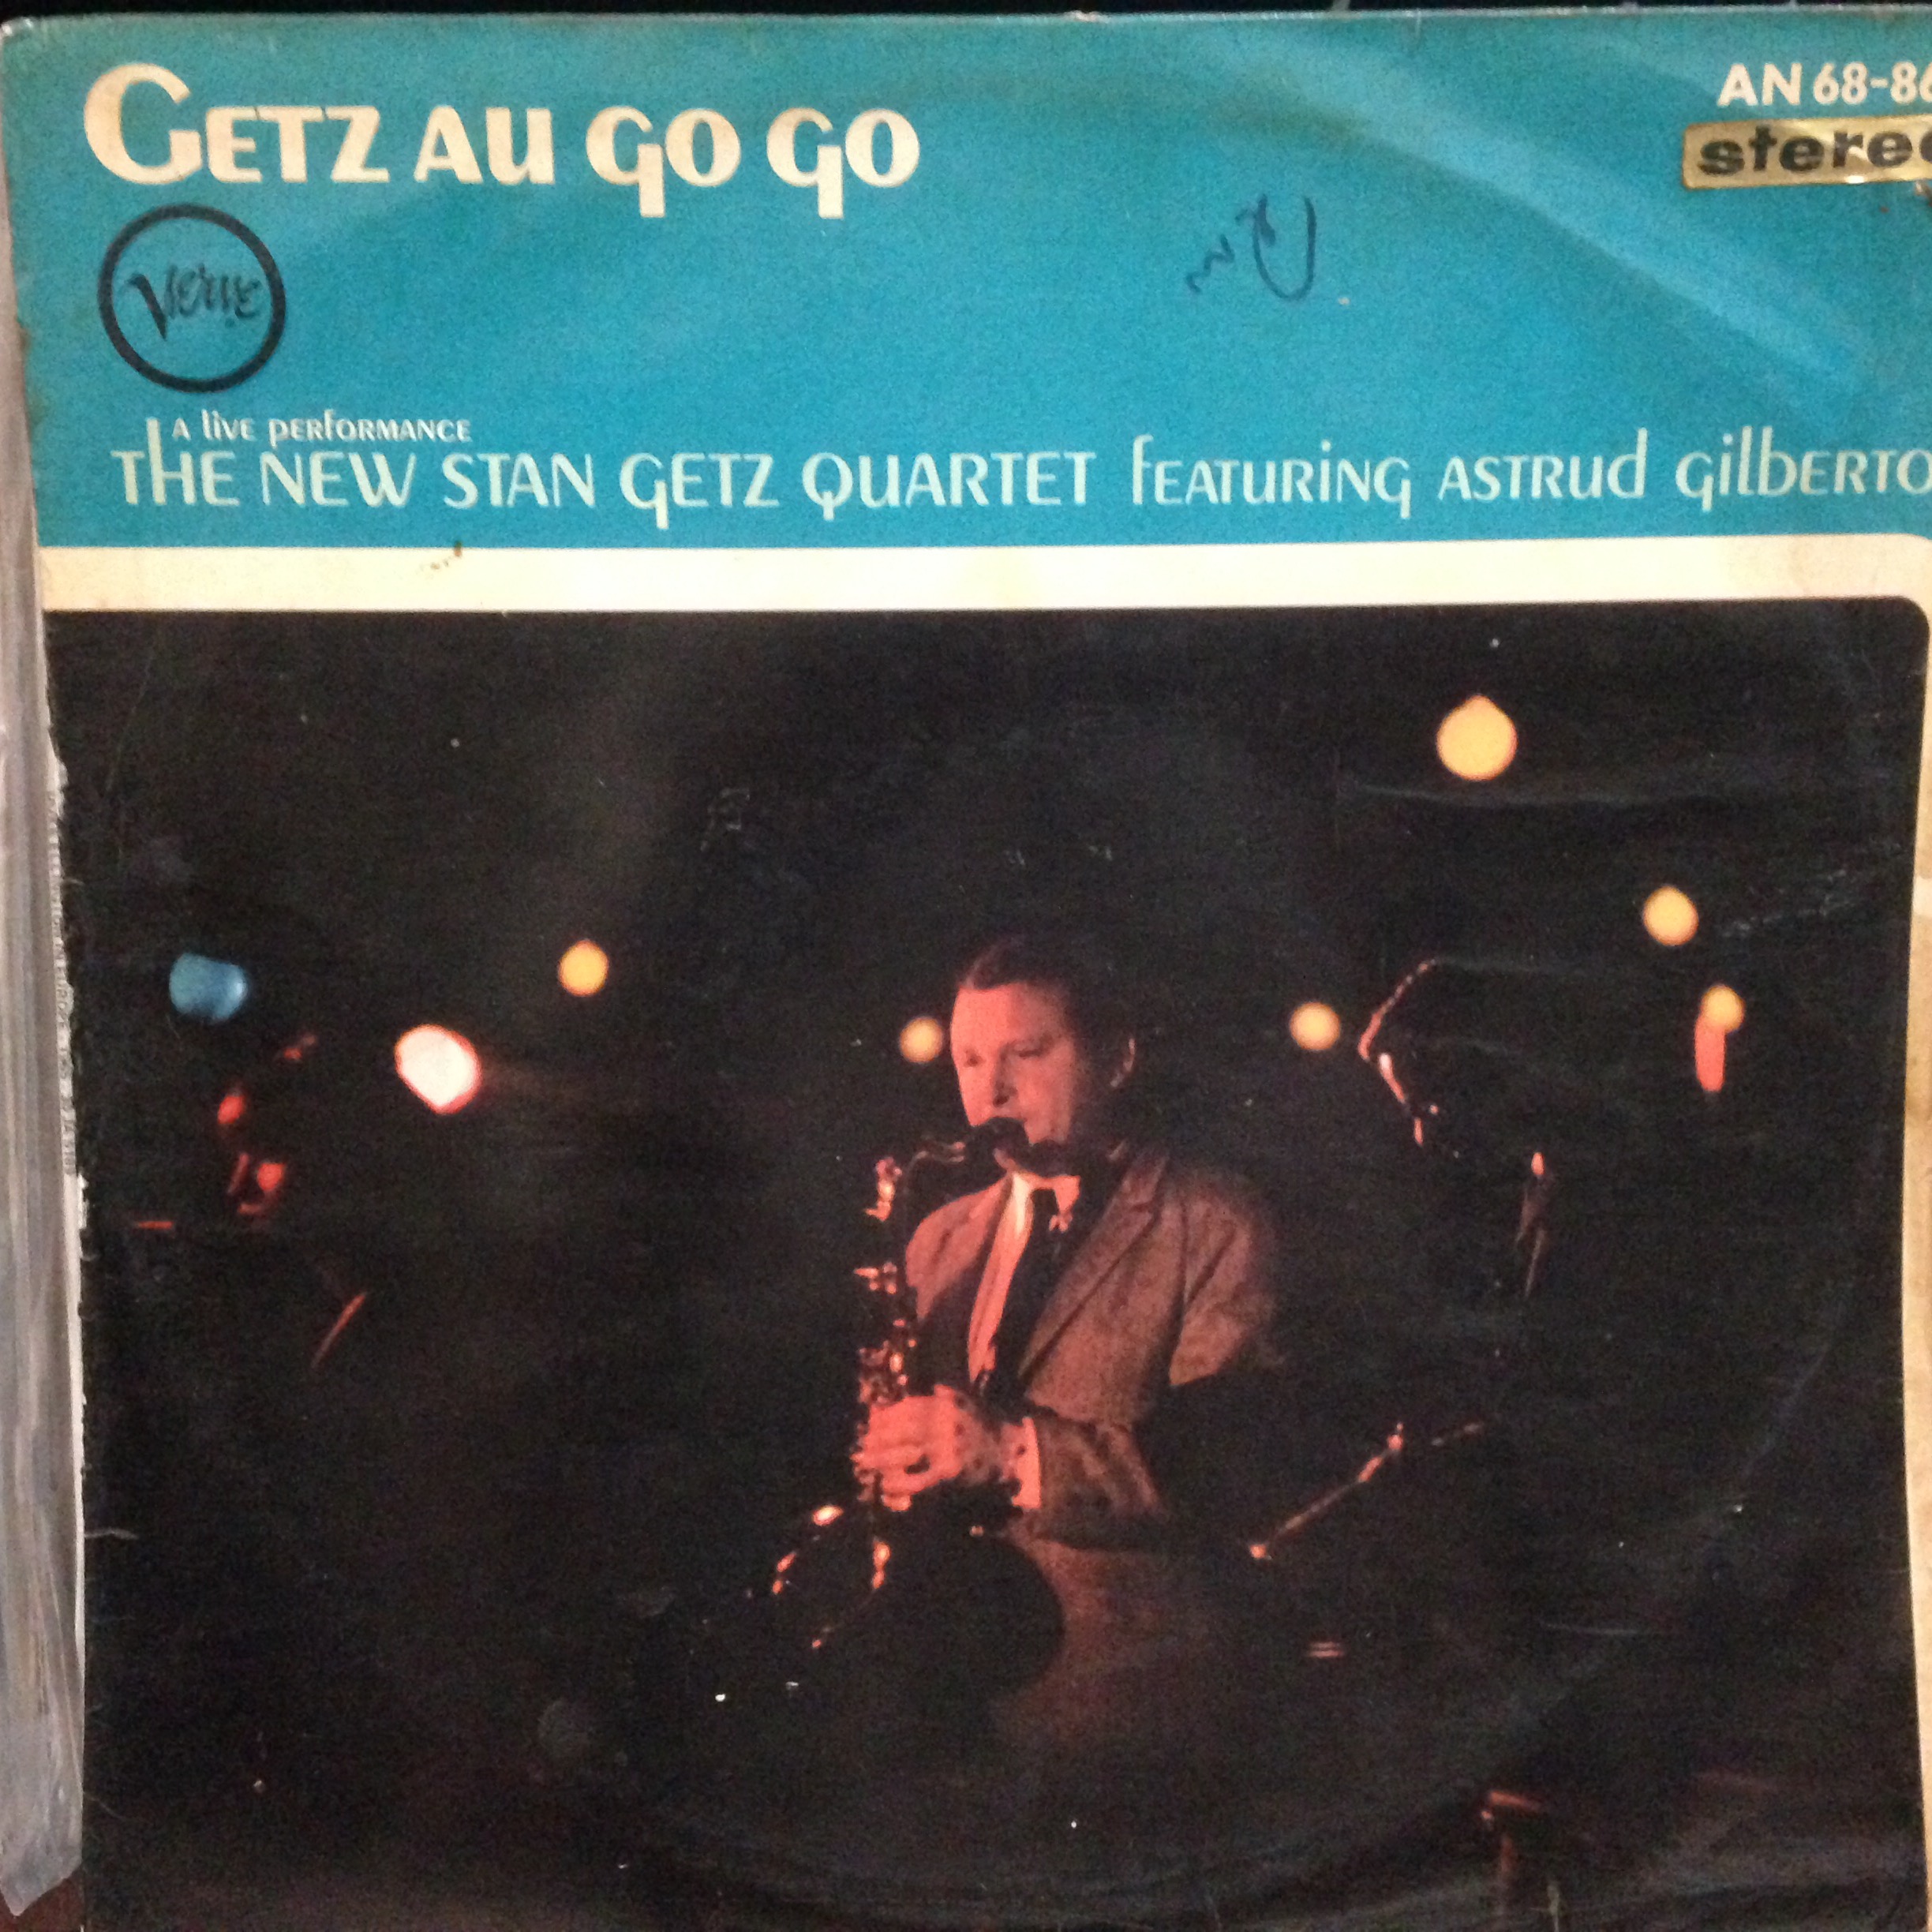 GETZ AU GO GO
AN 68-86
stereo
Verve
A live performance
THE NEW STAN GETZ QUARTET featuring ASTRUD GILBERTO